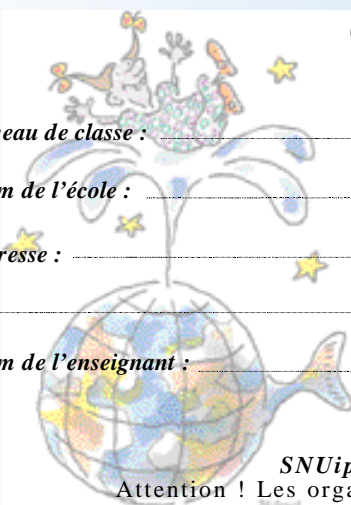 eau de classe :
m de l'école :
resse :
m de l'enseignant :
SNUip
Attention ! Les orga